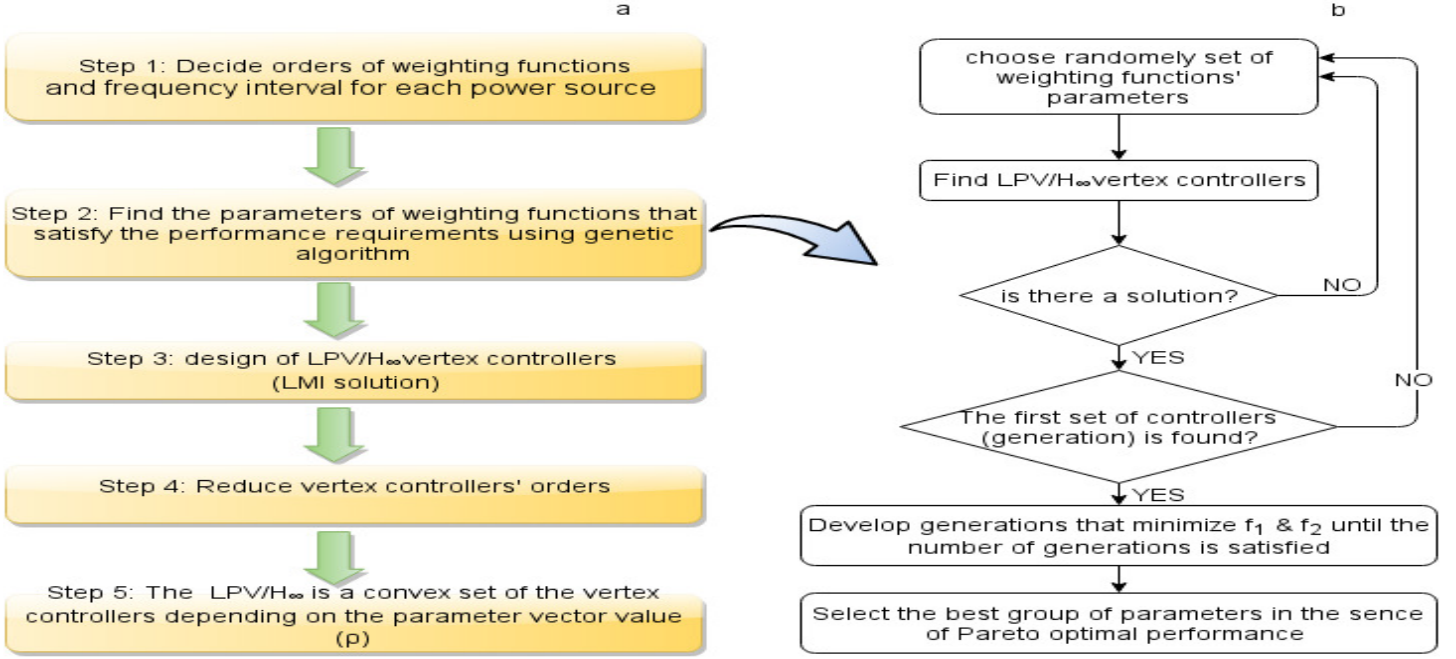 a
Step 1: Decide orders of weighting functions
and frequency interval for each power source
Step 2: Find the parameters of weighting functions that
satisfy the performance requirements using genetic
algorithm
Step 3: design of LPV/H∞vertex controllers
(LMI solution)
Step 4: Reduce vertex controllers' orders
Step 5: The LPV/H∞ is a convex set of the vertex
controllers depending on the parameter vector value
(ρ)
b
choose randomely set of
weighting functions'
parameters
Find LPV/H∞vertex controllers
is there a solution?
NO
YES
The first set of controllers
(generation) is found?
NO
YES
Develop generations that minimize f₁ & f₂ until the
number of generations is satisfied
Select the best group of parameters in the sence
of Pareto optimal performance